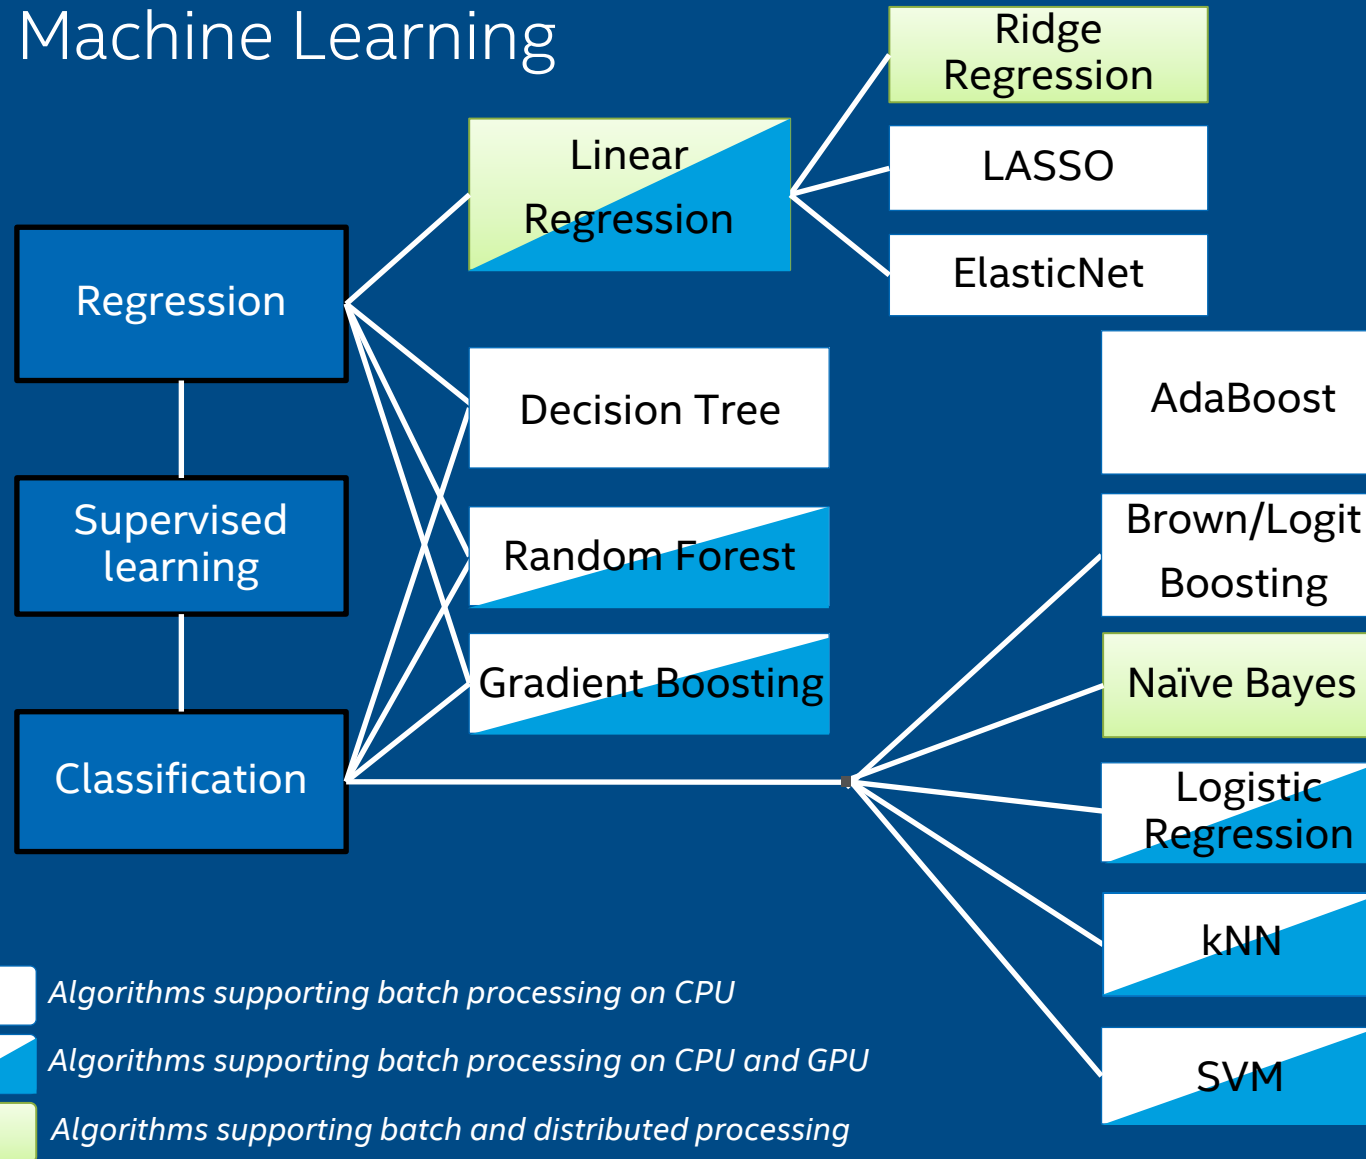 Machine Learning
Ridge
Regression
Linear
Regression
LASSO
ElasticNet
Regression
Decision Tree
AdaBoost
Supervised
learning
Random Forest
Brown/Logit
Boosting
Gradient Boosting
Naïve Bayes
Classification
Logistic
Regression
kNN
SVM
Algorithms supporting batch processing on CPU
Algorithms supporting batch processing on CPU and GPU
Algorithms supporting batch and distributed processing